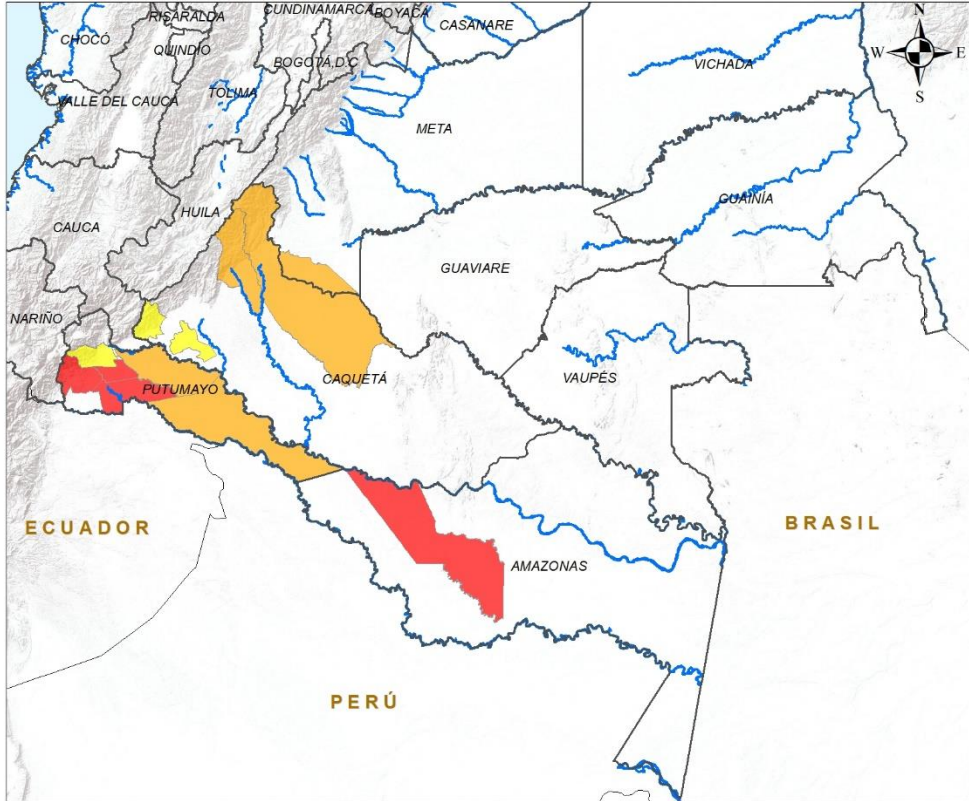 CUNDINAMARCA
BOYACÁ
RISARALDA
CASANARE
N
CHOCÓ
QUINDIO
W
E
BOGOTÁ,D.C
VICHADA
TOLIMA
S
VALLE DEL CAUCA
META
GUAINÍA
HUILA
CAUCA
GUAVIARE
NARIÑO
CAQUETÁ
VAUPÉS
PUTUMAYO
ECUADOR
BRASIL
AMAZONAS
PERÚ